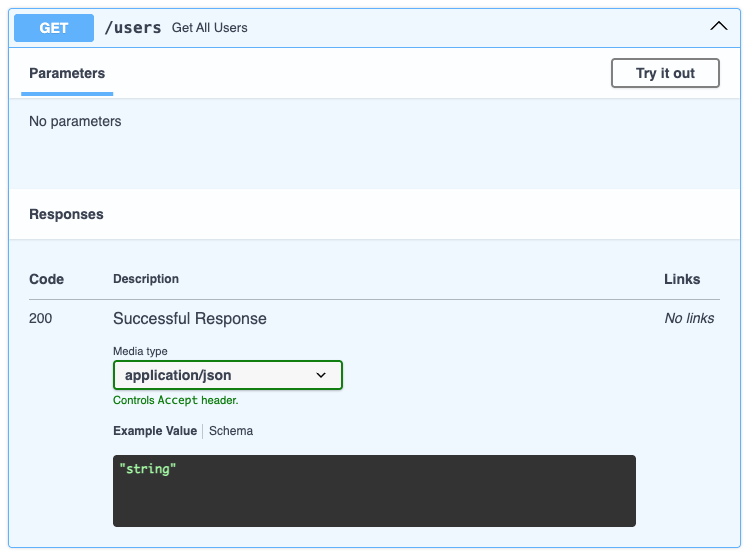 GET /users Get All Users
Parameters Try it out
No parameters
Responses
Code Description Links
200 Successful Response No links
Media type
application/json
Controls Accept header.
Example Value Schema
"string"